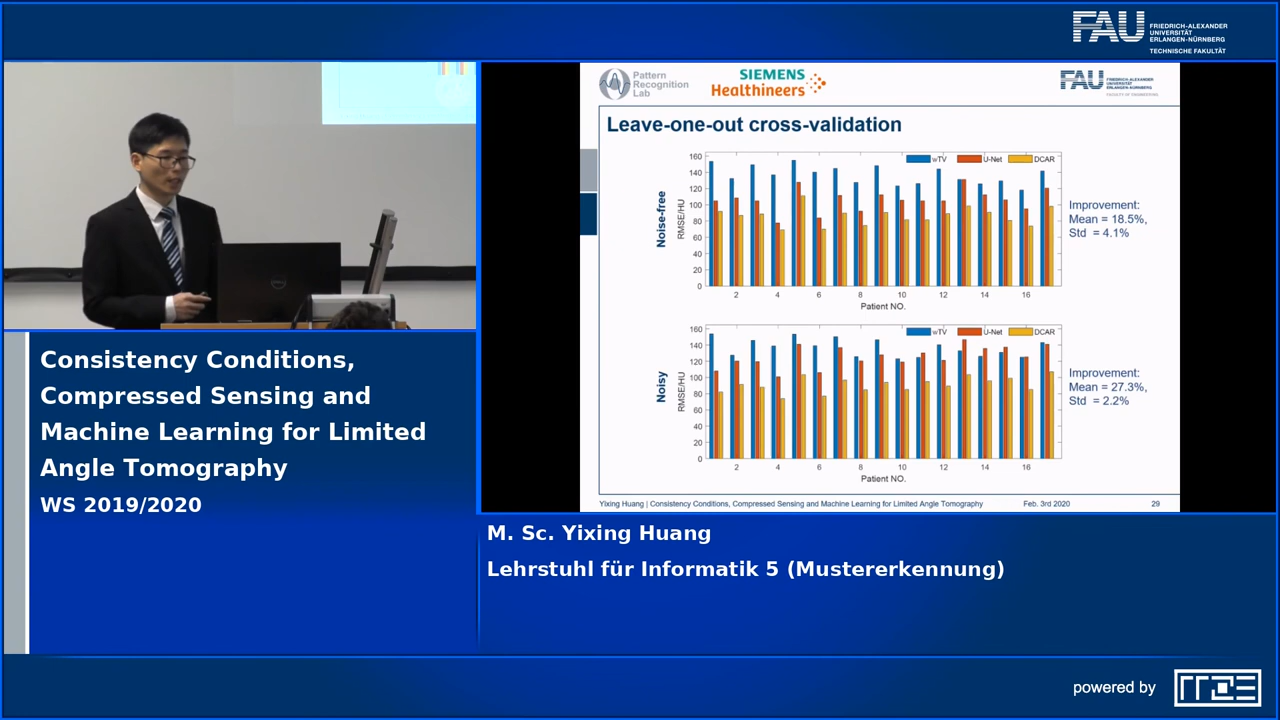 FAU
FRIEDRICH-ALEXANDER
UNIVERSITÄT
ERLANGEN-NÜRNBERG
TECHNISCHE FAKULTÄT
Pattern
Recognition
Lab
SIEMENS
Healthineers
FAU
FRIEDRICH-ALEXANDER
UNIVERSITÄT
ERLANGEN-NÜRNBERG
FACULTY OF ENGINEERING
Leave-one-out cross-validation
Noise-free
RMSE/HU
160
140
120
100
80
60
40
20
0
wTV U-Net DCAR
2 4 6 8 10 12 14 16
Patient NO.
Improvement:
Mean = 18.5%,
Std = 4.1%
Noisy
RMSE/HU
160
140
120
100
80
60
40
20
0
wTV U-Net DCAR
2 4 6 8 10 12 14 16
Patient NO.
Improvement:
Mean = 27.3%,
Std = 2.2%
Yixing Huang | Consistency Conditions, Compressed Sensing and Machine Learning for Limited Angle Tomography Feb. 3rd 2020 29
Consistency Conditions,
Compressed Sensing and
Machine Learning for Limited
Angle Tomography
WS 2019/2020
M. Sc. Yixing Huang
Lehrstuhl für Informatik 5 (Mustererkennung)
powered by